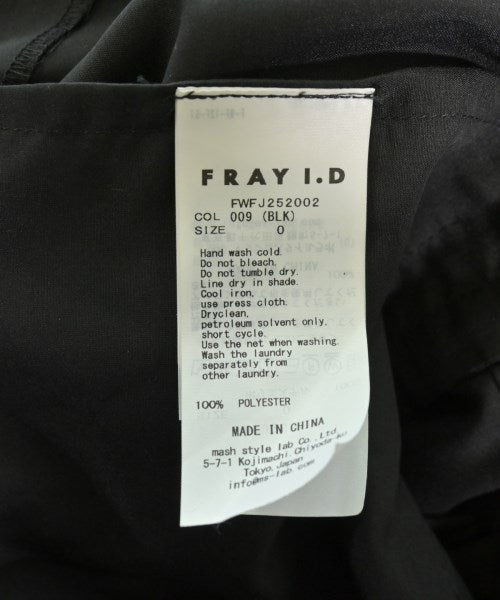 FRAY I.D
FWFJ252002
COL 009 (BLK)
SIZE 0
Hand wash cold.
Do not bleach.
Do not tumble dry.
Line dry in shade.
Cool iron,
use press cloth.
Dryclean,
petroleum solvent only.
short cycle.
Use the net when washing.
Wash the laundry
separately from
other laundry.
100% POLYESTER
MADE IN CHINA
mash style lab Co., Ltd.
5-7-1 Kojimachi, Chiyoda-ku
Tokyo, Japan
info@ms-lab.com